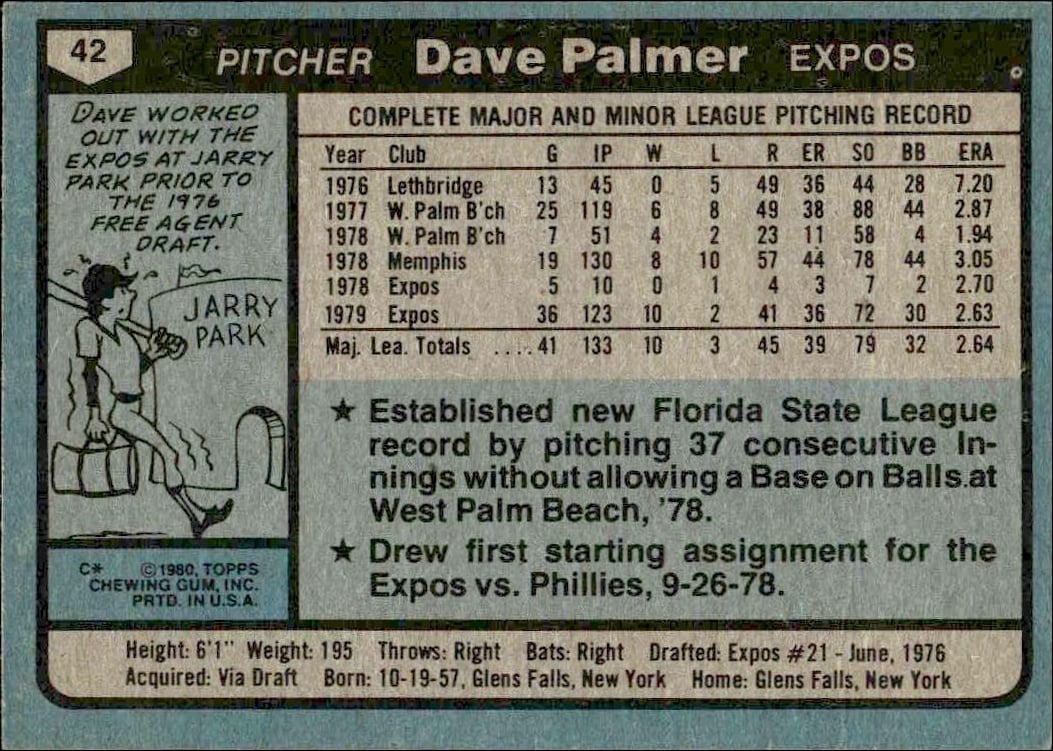 42
PITCHER Dave Palmer EXPOS
DAVE WORKED
OUT WITH THE
EXPOS AT JARRY
PARK PRIOR TO
THE 1976
FREE AGENT
DRAFT.
JARRY
PARK
C* ©1980, TOPPS
CHEWING GUM, INC.
PRTD. IN U.S.A.
COMPLETE MAJOR AND MINOR LEAGUE PITCHING RECORD
Year Club G IP W L R ER SO BB ERA
1976 Lethbridge 13 45 0 5 49 36 44 28 7.20
1977 W. Palm B'ch 25 119 6 8 49 38 88 44 2.87
1978 W. Palm B'ch 7 51 4 2 23 11 58 4 1.94
1978 Memphis 19 130 8 10 57 44 78 44 3.05
1978 Expos 5 10 0 1 4 3 7 2 2.70
1979 Expos 36 123 10 2 41 36 72 30 2.63
Maj. Lea. Totals ....41 133 10 3 45 39 79 32 2.64
★ Established new Florida State League
record by pitching 37 consecutive In-
nings without allowing a Base on Balls.at
West Palm Beach, '78.
★ Drew first starting assignment for the
Expos vs. Phillies, 9-26-78.
Height: 6'1" Weight: 195 Throws: Right Bats: Right Drafted: Expos #21 - June, 1976
Acquired: Via Draft Born: 10-19-57, Glens Falls, New York Home: Glens Falls, New York